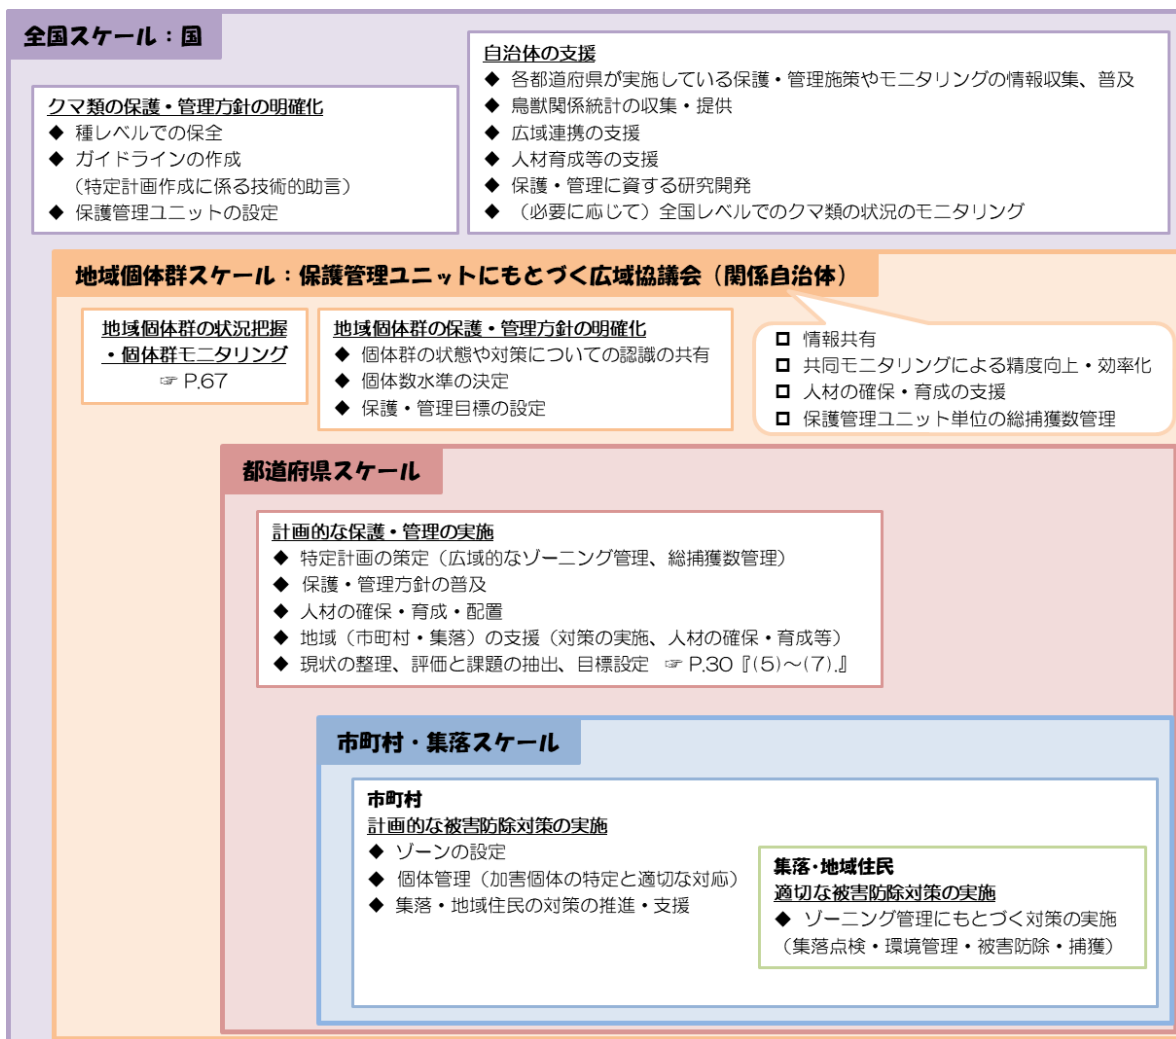 全国スケール：国
クマ類の保護・管理方針の明確化
◆ 種レベルでの保全
◆ ガイドラインの作成
（特定計画作成に係る技術的助言）
◆ 保護管理ユニットの設定
自治体の支援
◆ 各都道府県が実施している保護・管理施策やモニタリングの情報収集、普及
◆ 鳥獣関係統計の収集・提供
◆ 広域連携の支援
◆ 人材育成等の支援
◆ 保護・管理に資する研究開発
◆ （必要に応じて）全国レベルでのクマ類の状況のモニタリング
地域個体群スケール：保護管理ユニットにもとづく広域協議会（関係自治体）
地域個体群の状況把握
・個体群モニタリング
☞ P.67
地域個体群の保護・管理方針の明確化
◆ 個体群の状態や対策についての認識の共有
◆ 個体数水準の決定
◆ 保護・管理目標の設定
□ 情報共有
□ 共同モニタリングによる精度向上・効率化
□ 人材の確保・育成の支援
□ 保護管理ユニット単位の総捕獲数管理
都道府県スケール
計画的な保護・管理の実施
◆ 特定計画の策定（広域的なゾーニング管理、総捕獲数管理）
◆ 保護・管理方針の普及
◆ 人材の確保・育成・配置
◆ 地域（市町村・集落）の支援（対策の実施、人材の確保・育成等）
◆ 現状の整理、評価と課題の抽出、目標設定 ☞ P.30『(5)～(7).』
市町村・集落スケール
市町村
計画的な被害防除対策の実施
◆ ゾーンの設定
◆ 個体管理（加害個体の特定と適切な対応）
◆ 集落・地域住民の対策の推進・支援
集落・地域住民
適切な被害防除対策の実施
◆ ゾーニング管理にもとづく対策の実施
（集落点検・環境管理・被害防除・捕獲）